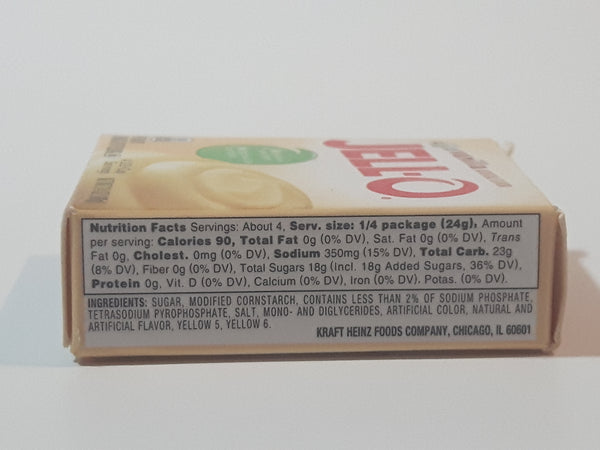 JELL-O
Nutrition Facts Servings: About 4, Serv. size: 1/4 package (24g), Amount
per serving: Calories 90, Total Fat 0g (0% DV), Sat. Fat 0g (0% DV), Trans
Fat 0g, Cholest. 0mg (0% DV), Sodium 350mg (15% DV), Total Carb. 23g
(8% DV), Fiber 0g (0% DV), Total Sugars 18g (Incl. 18g Added Sugars, 36% DV),
Protein 0g, Vit. D (0% DV), Calcium (0% DV), Iron (0% DV). Potas. (0% DV).
INGREDIENTS: SUGAR, MODIFIED CORNSTARCH, CONTAINS LESS THAN 2% OF SODIUM PHOSPHATE,
TETRASODIUM PYROPHOSPHATE, SALT, MONO- AND DIGLYCERIDES, ARTIFICIAL COLOR, NATURAL AND
ARTIFICIAL FLAVOR, YELLOW 5, YELLOW 6.
KRAFT HEINZ FOODS COMPANY, CHICAGO, IL 60601